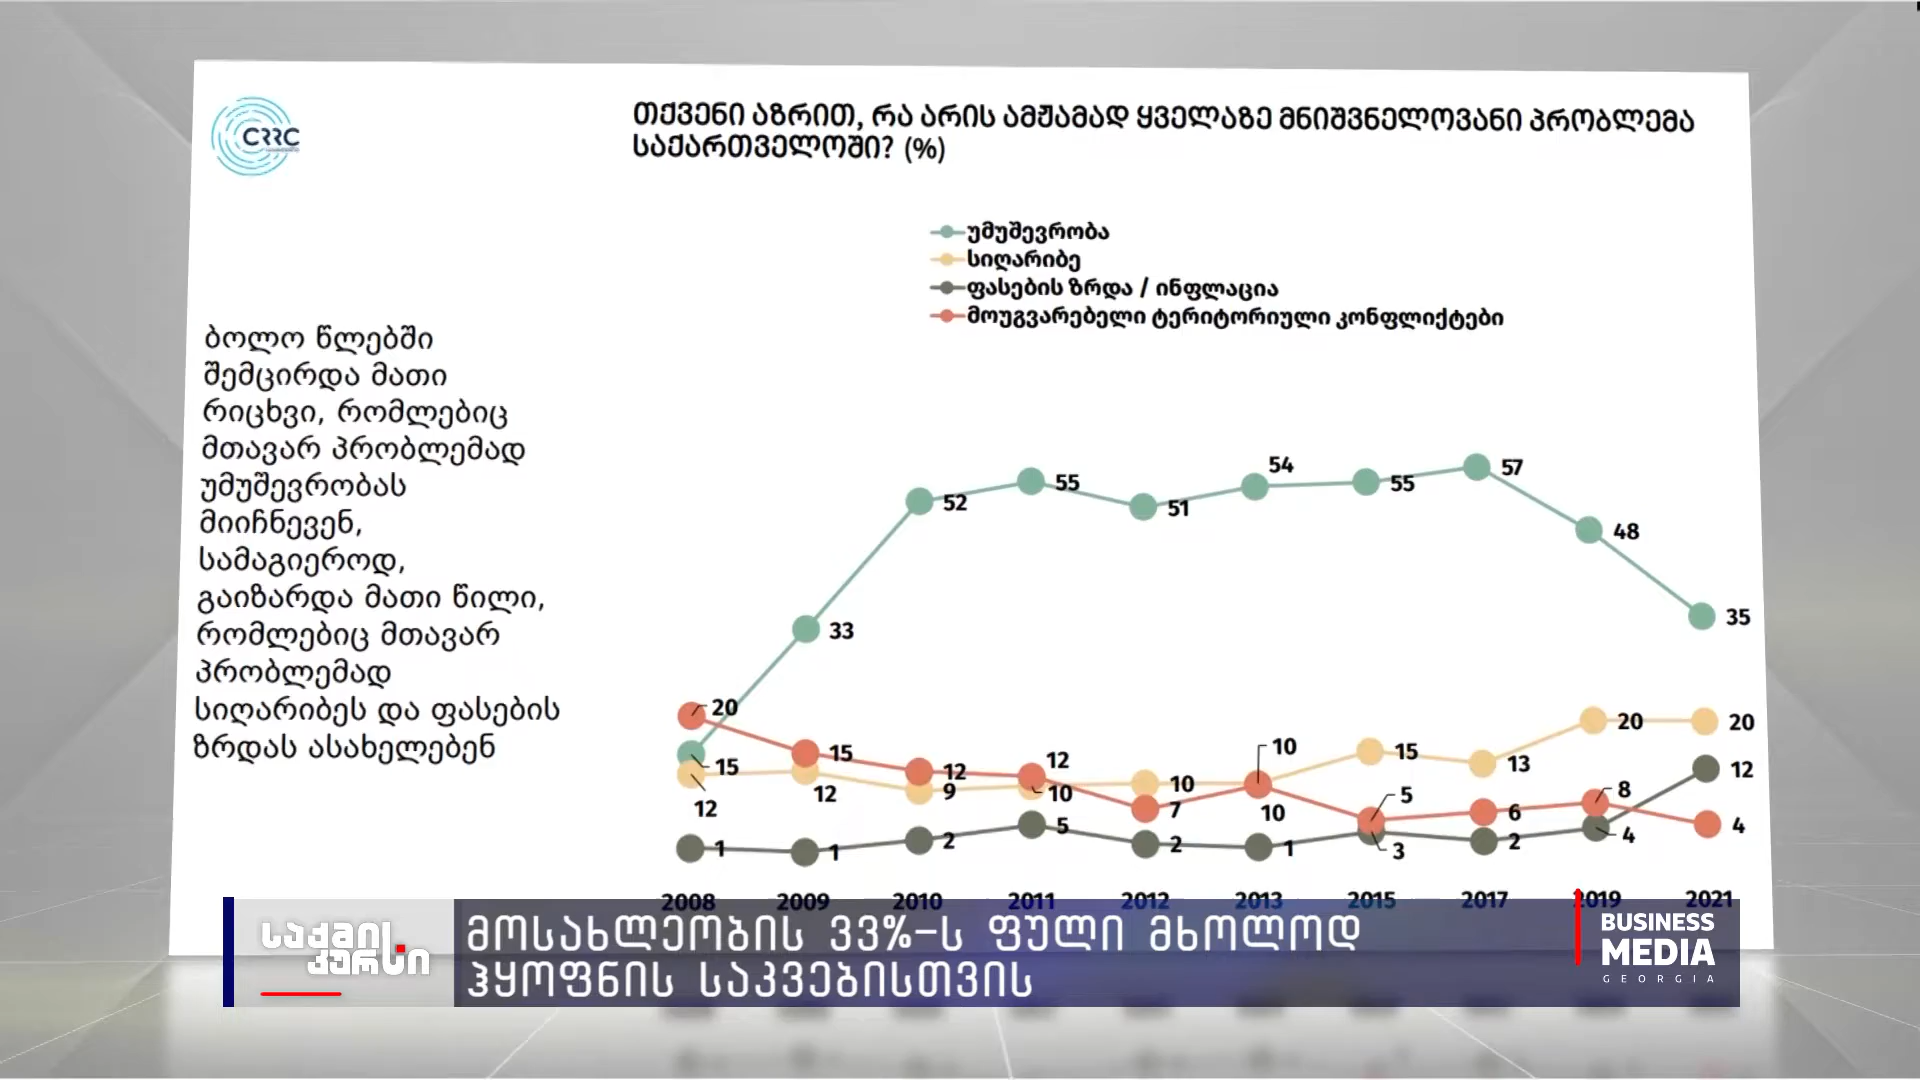 CRRC
თქვენი აზრით, რა არის ამჟამად ყველაზე მნიშვნელოვანი პრობლემა
საქართველოში? (%)
უმუშევრობა
სიღარიბე
ფასების ზრდა / ინფლაცია
მოუგვარებელი ტერიტორიული კონფლიქტები
ბოლო წლებში
შემცირდა მათი
რიცხვი, რომლებიც
მთავარ პრობლემად
უმუშევრობას
მიიჩნევენ,
სამაგიეროდ,
გაიზარდა მათი წილი,
რომლებიც მთავარ
პრობლემად
სიღარიბეს და ფასების
ზრდას ასახელებენ
15 33 52 55 51 54 55 57 48 35
12 12 9 10 10 10 15 13 20 20
1 1 2 5 2 1 3 2 4 12
20 15 12 12 7 10 5 6 8 4
2008 2009 2010 2011 2012 2013 2015 2017 2019 2021
საქმის
კურსი
მოსახლეობის 33%-ს ფული მხოლოდ
ჰყოფნის საკვებისთვის
BUSINESS
MEDIA
GEORGIA